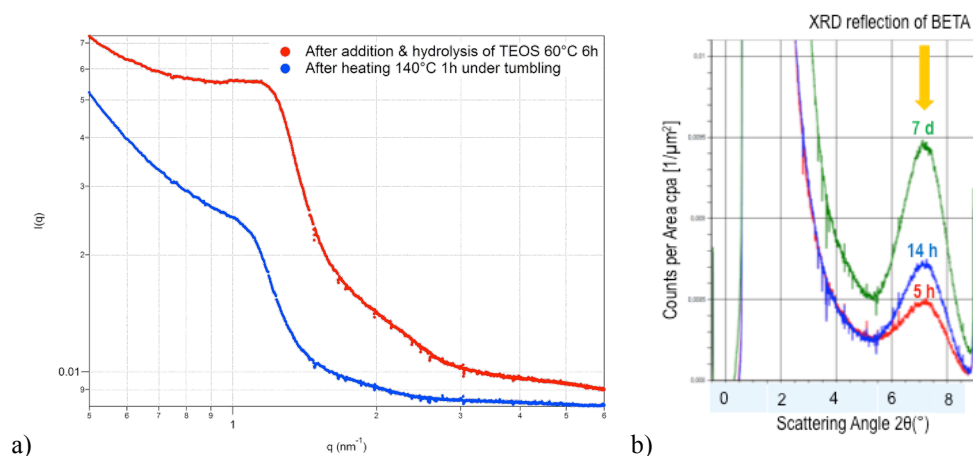 After addition & hydrolysis of TEOS 60°C 6h
After heating 140°C 1h under tumbling
7
6
5
4
3
2
0.01
9
I(q)
5 6 7 8 9 1 2 3 4 5 6
q (nm⁻¹)
a)
XRD reflection of BETA
7 d
14 h
5 h
Counts per Area cpa [1/µm²]
0.01
0 2 4 6 8
Scattering Angle 2θ(°)
b)